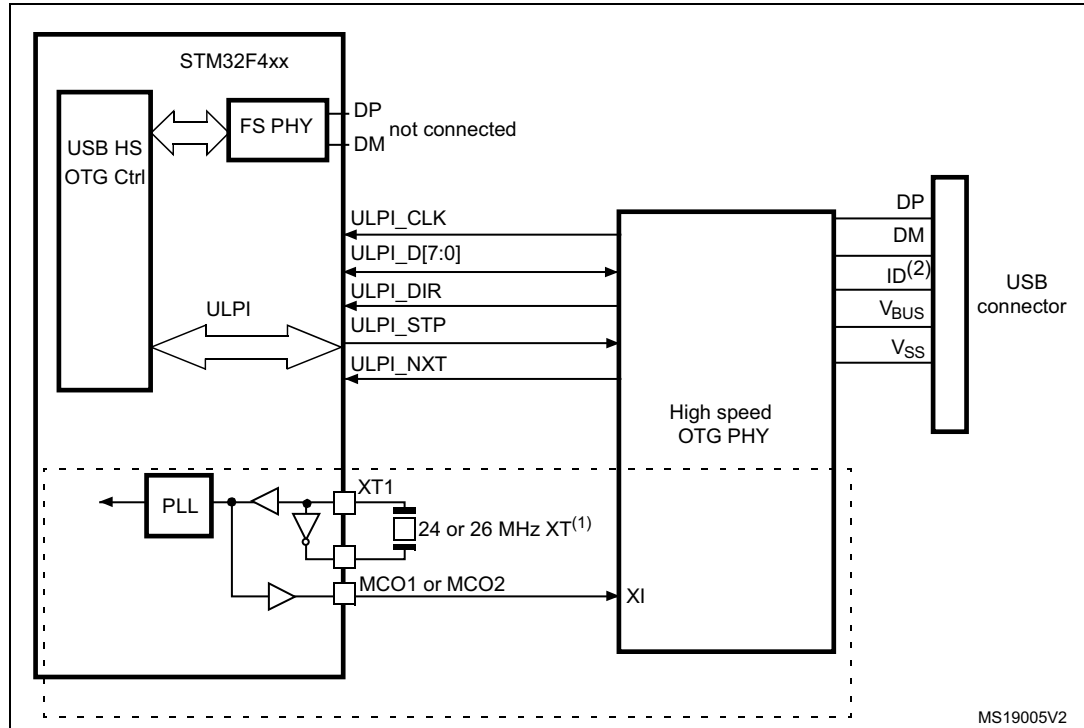 STM32F4xx
USB HS
OTG Ctrl
FS PHY
DP
DM
not connected
ULPI
ULPI_CLK
ULPI_D[7:0]
ULPI_DIR
ULPI_STP
ULPI_NXT
High speed
OTG PHY
DP
DM
ID(2)
VBUS
VSS
USB
connector
PLL
XT1
24 or 26 MHz XT(1)
MCO1 or MCO2
XI
MS19005V2